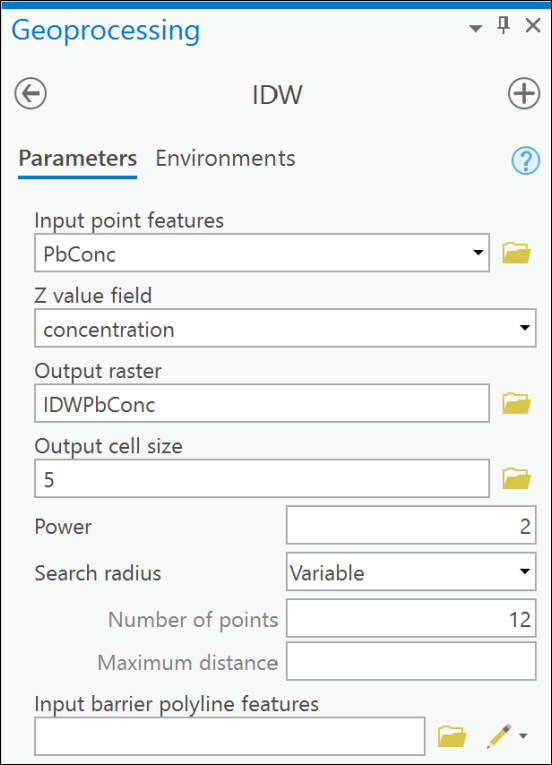 Geoprocessing
IDW
Parameters Environments
?
Input point features
PbConc
Z value field
concentration
Output raster
IDWPbConc
Output cell size
5
Power 2
Search radius Variable
Number of points 12
Maximum distance
Input barrier polyline features